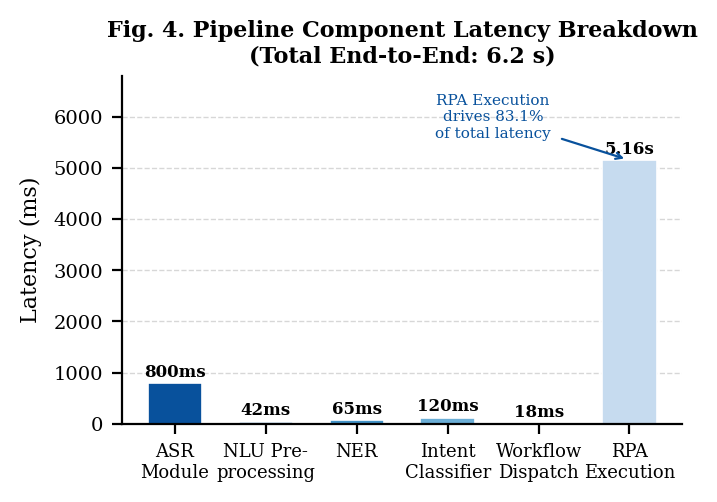 Fig. 4. Pipeline Component Latency Breakdown
(Total End-to-End: 6.2 s)
RPA Execution
drives 83.1%
of total latency
Latency (ms)
6000
5000
4000
3000
2000
1000
0
800ms
42ms
65ms
120ms
18ms
5.16s
ASR
Module
NLU Pre-
processing
NER
Intent
Classifier
Workflow
Dispatch
RPA
Execution